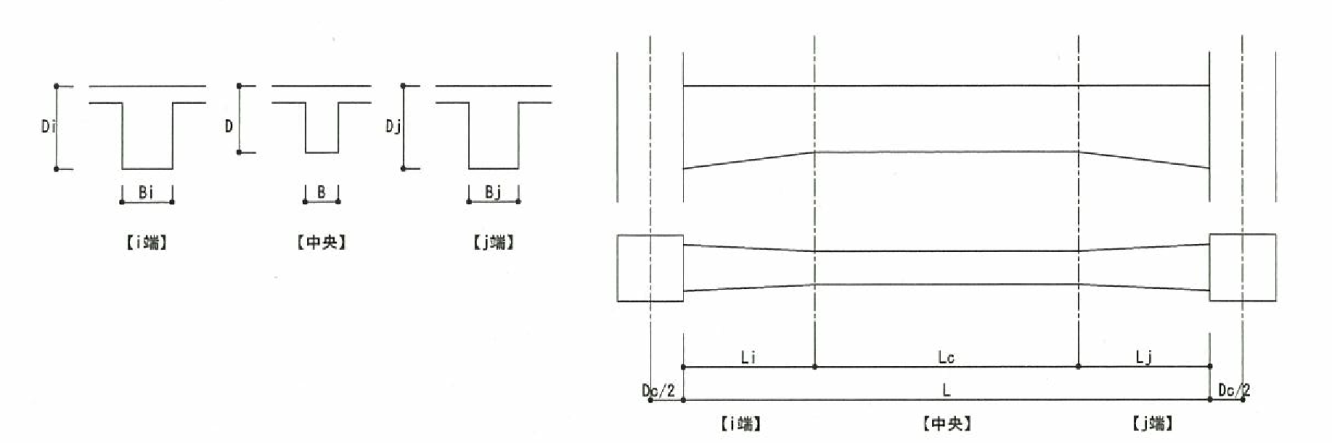 Di D Dj
Bi B Bj
【i端】 【中央】 【j端】
Li Lc Lj
Dc/2 L Dc/2
【i端】 【中央】 【j端】